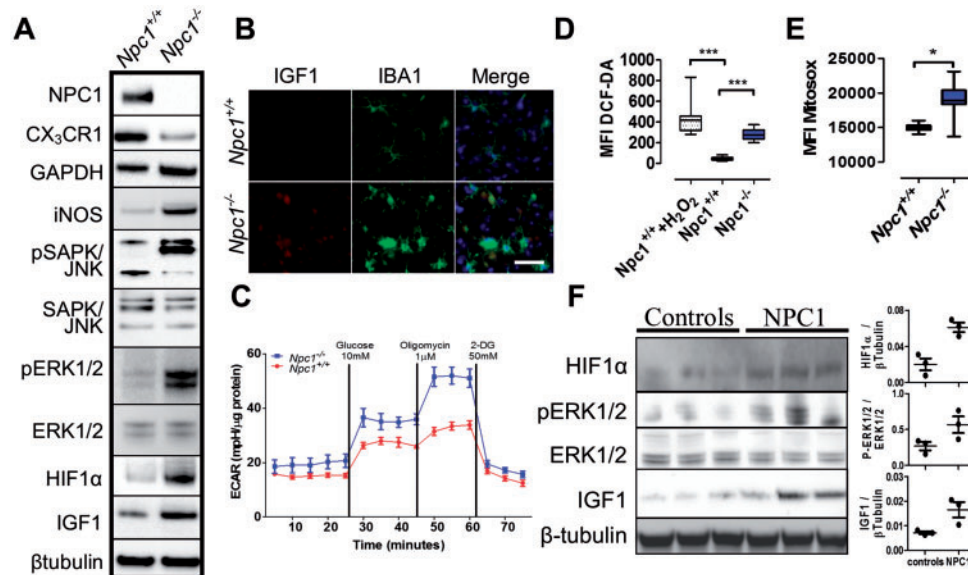 A
Npc1+/+
Npc1-/-
NPC1
CX3CR1
GAPDH
iNOS
pSAPK/
JNK
SAPK/
JNK
pERK1/2
ERK1/2
HIF1α
IGF1
βtubulin
B
IGF1
IBA1
Merge
Npc1+/+
Npc1-/-
C
Npc1-/-
Npc1+/+
Glucose
10mM
Oligomycin
1μM
2-DG
50mM
ECAR (mpH/μg protein)
60
40
20
0
10
20
30
40
50
60
70
Time (minutes)
D
MFI DCF-DA
1000
800
600
400
200
0
***
***
Npc1+/++H2O2
Npc1+/+
Npc1-/-
E
MFI Mitosox
25000
20000
15000
10000
*
Npc1+/+
Npc1-/-
F
Controls
NPC1
HIF1α
pERK1/2
ERK1/2
IGF1
β-tubulin
HIF1α /
βTubulin
0.10
0.05
0.00
P-ERK1/2 /
ERK1/2
1.0
0.5
0.0
IGF1 /
βTubulin
0.03
0.02
0.01
0.00
controls
NPC1